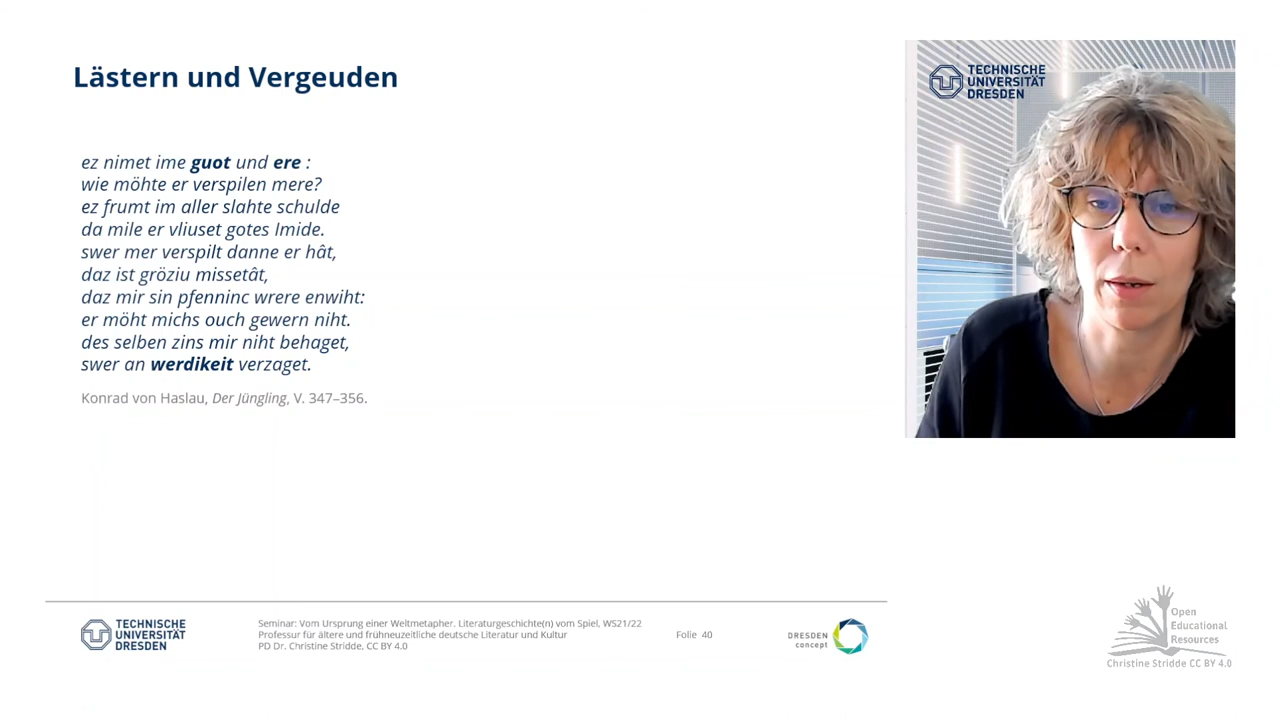 Lästern und Vergeuden
ez nimet ime guot und ere :
wie möhte er verspilen mere?
ez frumt im aller slahte schulde
da mile er vliuset gotes Imide.
swer mer verspilt danne er hât,
daz ist gröziu missetât,
daz mir sin pfenninc wrere enwiht:
er möht michs ouch gewern niht.
des selben zins mir niht behaget,
swer an werdikeit verzaget.
Konrad von Haslau, Der Jüngling, V. 347–356.
TECHNISCHE
UNIVERSITÄT
DRESDEN
TECHNISCHE
UNIVERSITÄT
DRESDEN
Seminar: Vom Ursprung einer Weltmetapher. Literaturgeschichte(n) vom Spiel, WS21/22
Professur für ältere und frühneuzeitliche deutsche Literatur und Kultur
PD Dr. Christine Stridde, CC BY 4.0
Folie 40
DRESDEN
concept
Open
Educational
Resources
Christine Stridde CC BY 4.0